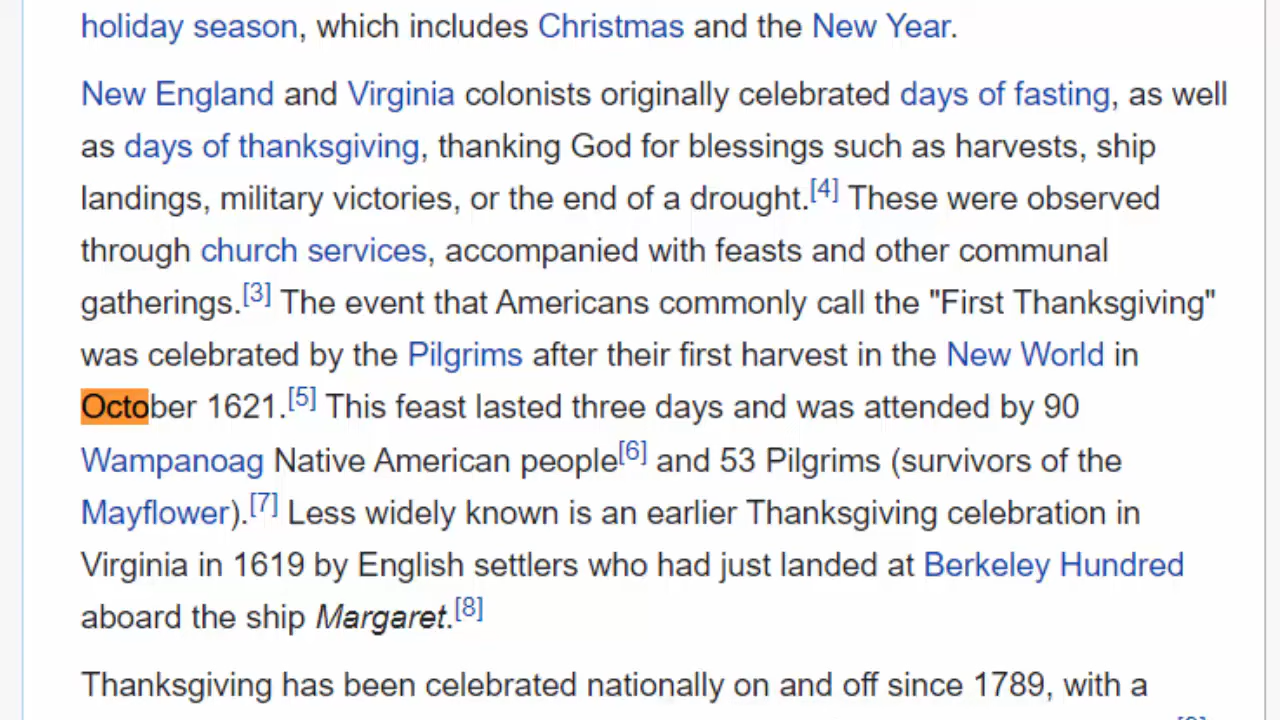 holiday season, which includes Christmas and the New Year.
New England and Virginia colonists originally celebrated days of fasting, as well
as days of thanksgiving, thanking God for blessings such as harvests, ship
landings, military victories, or the end of a drought.[4] These were observed
through church services, accompanied with feasts and other communal
gatherings.[3] The event that Americans commonly call the "First Thanksgiving"
was celebrated by the Pilgrims after their first harvest in the New World in
October 1621.[5] This feast lasted three days and was attended by 90
Wampanoag Native American people[6] and 53 Pilgrims (survivors of the
Mayflower).[7] Less widely known is an earlier Thanksgiving celebration in
Virginia in 1619 by English settlers who had just landed at Berkeley Hundred
aboard the ship Margaret.[8]
Thanksgiving has been celebrated nationally on and off since 1789, with a